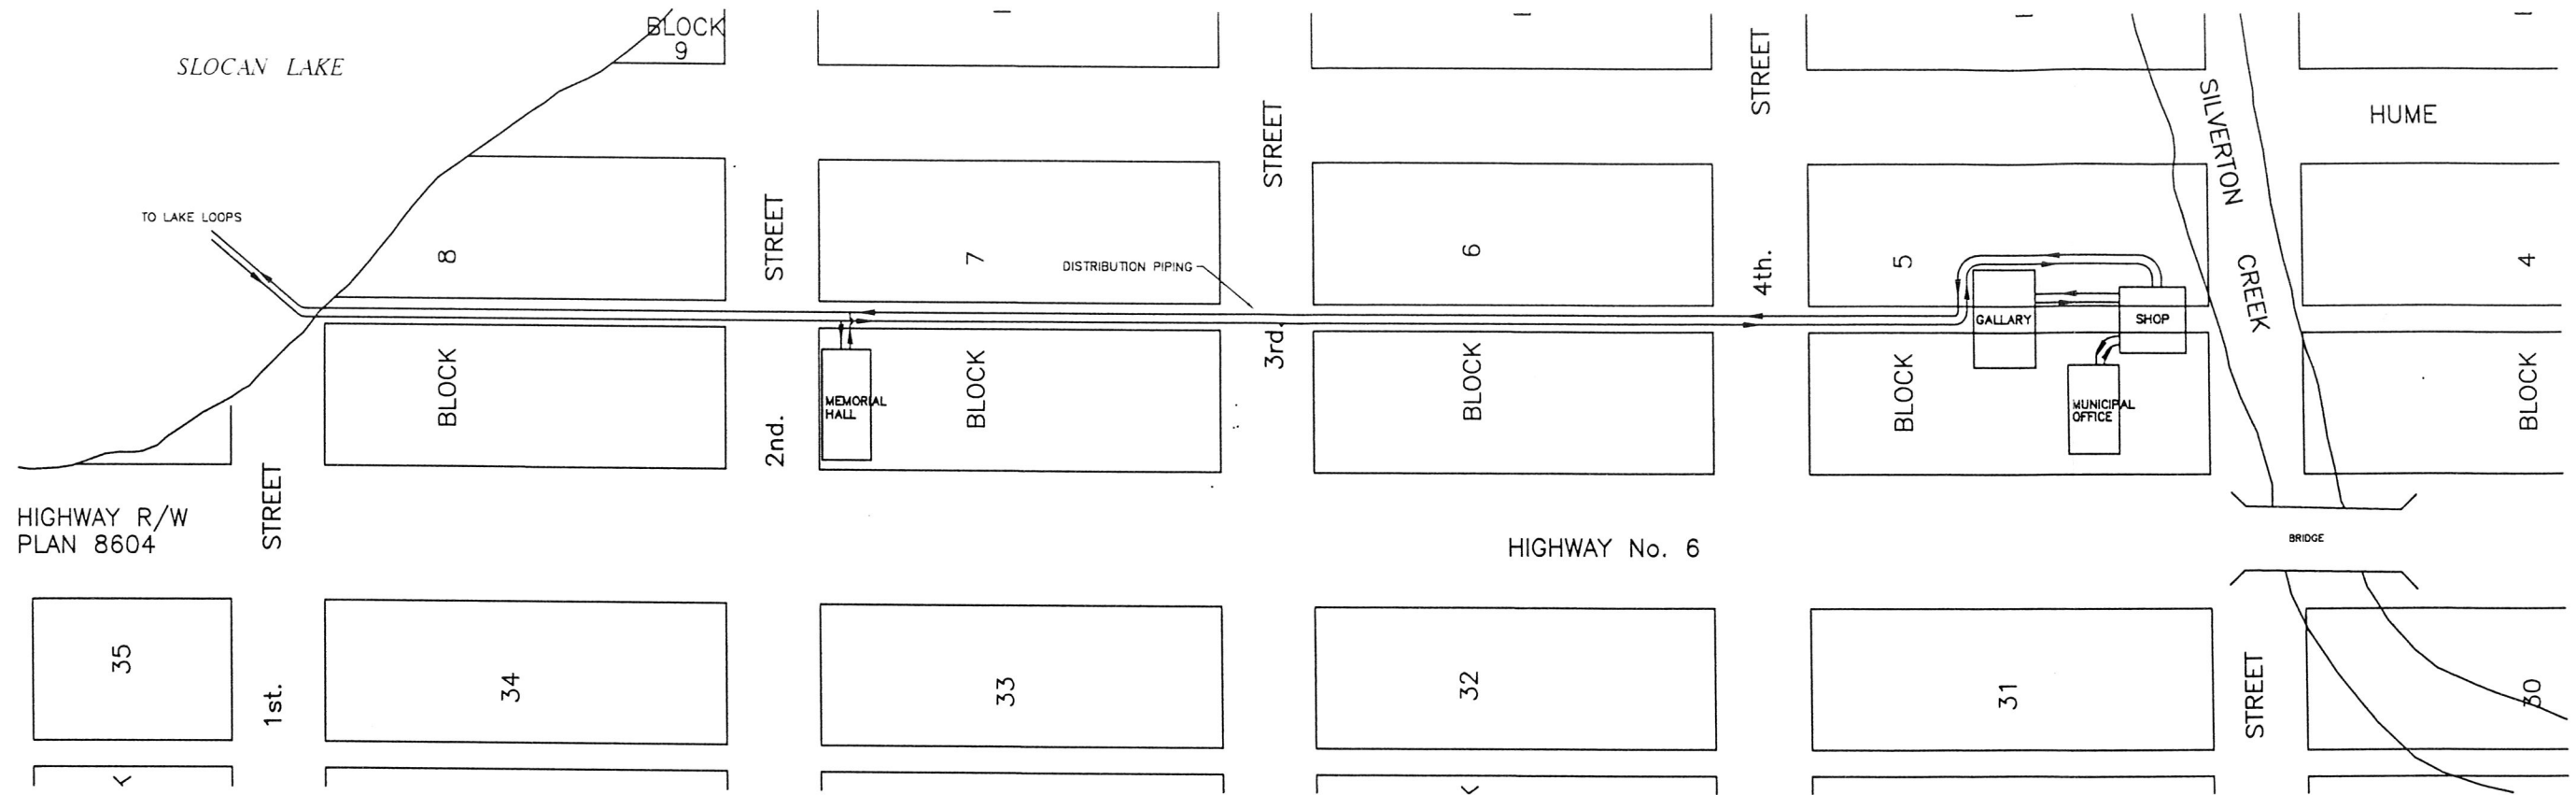 BLOCK
9
SLOCAN LAKE
STREET
SILVERTON
CREEK
HUME
STREET
TO LAKE LOOPS
8
STREET
7
DISTRIBUTION PIPING
6
4th.
5
4
GALLARY
SHOP
3rd.
BLOCK
MEMORIAL
HALL
BLOCK
BLOCK
BLOCK
MUNICIPAL
OFFICE
BLOCK
2nd.
STREET
HIGHWAY R/W
PLAN 8604
HIGHWAY No. 6
BRIDGE
35
1st.
34
33
32
31
STREET
30